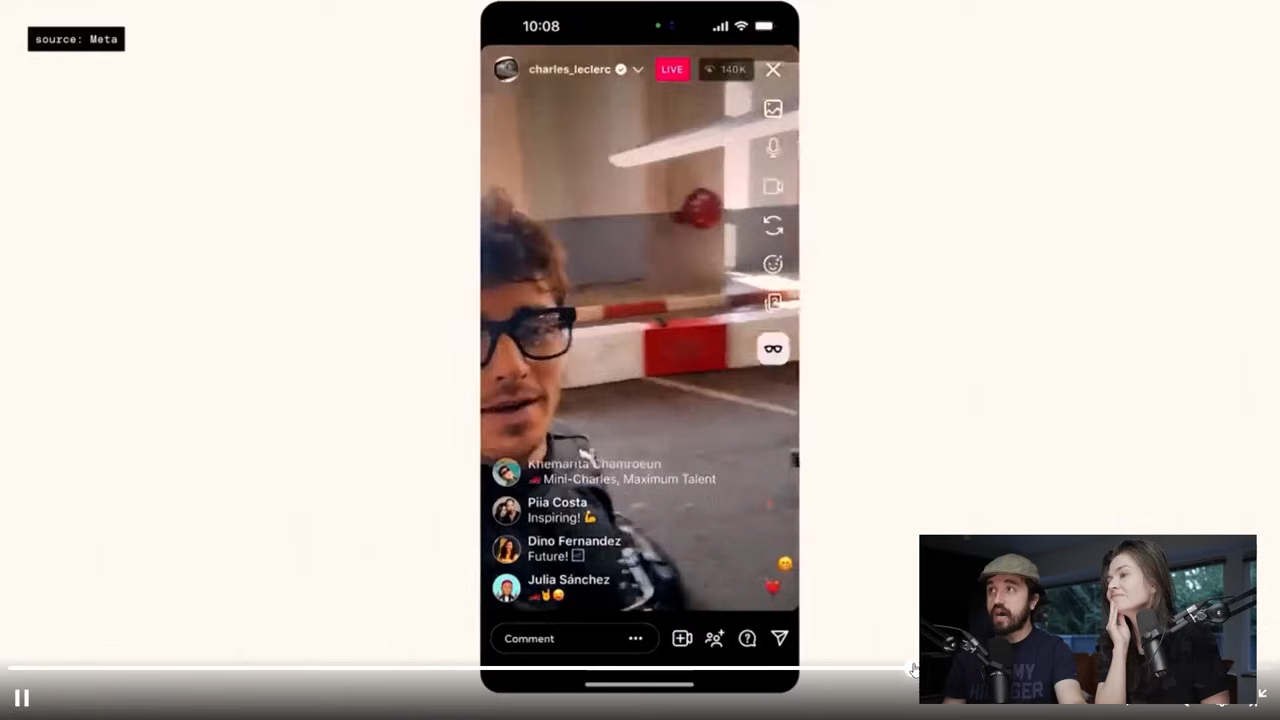 source: Meta
10:08
charles_leclerc
LIVE
140K
Khemarita Chamroeun
🏎️ Mini-Charles, Maximum Talent
Piia Costa
Inspiring! 💪
Dino Fernandez
Future!
Julia Sánchez
🏎️🤘😄
Comment
MY